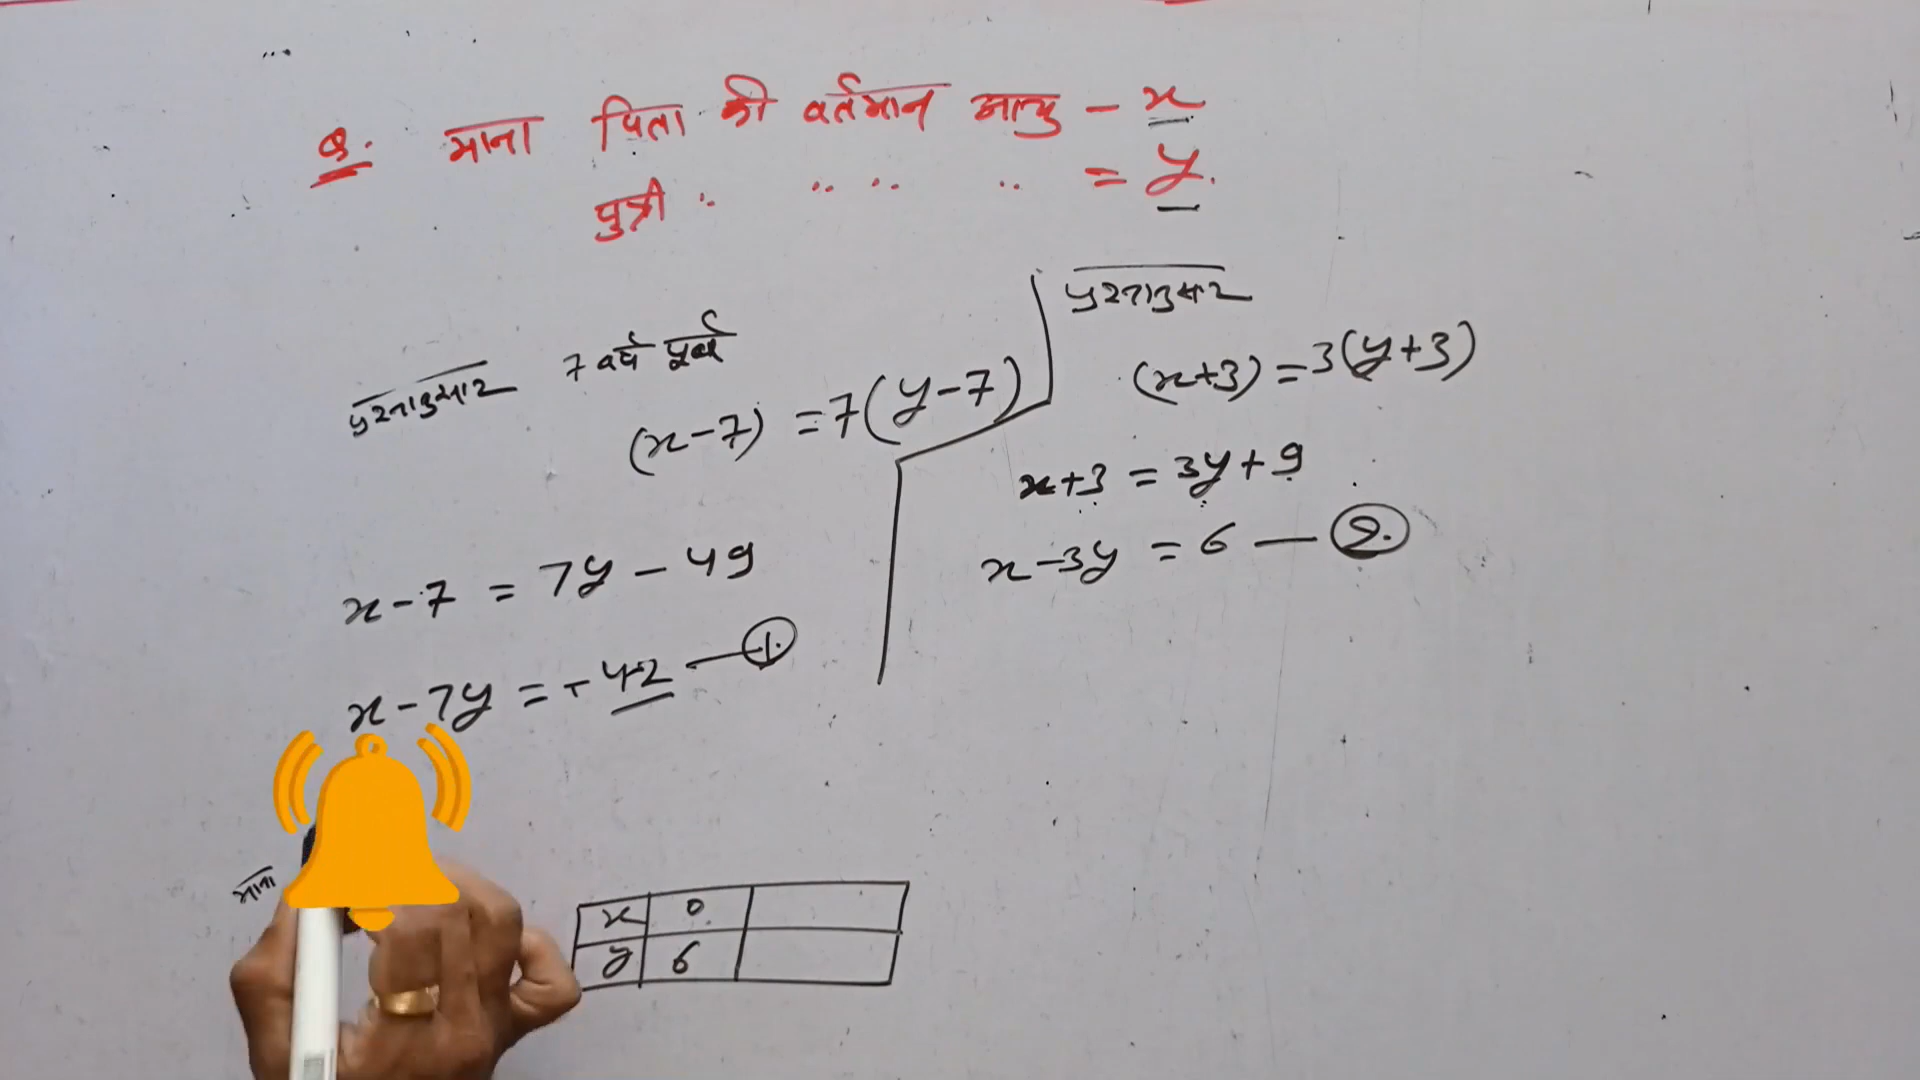 Q. माना पिता की वर्तमान आयु - x
पुत्री " " " " = y.
प्रश्नानुसार 7 वर्ष पूर्व
(x-7) = 7(y-7)
x-7 = 7y - 49
x-7y = -42 — 1.
प्रश्नानुसार
(x+3) = 3(y+3)
x+3 = 3y+9
x-3y = 6 — 2.
माना
x 0
y 6